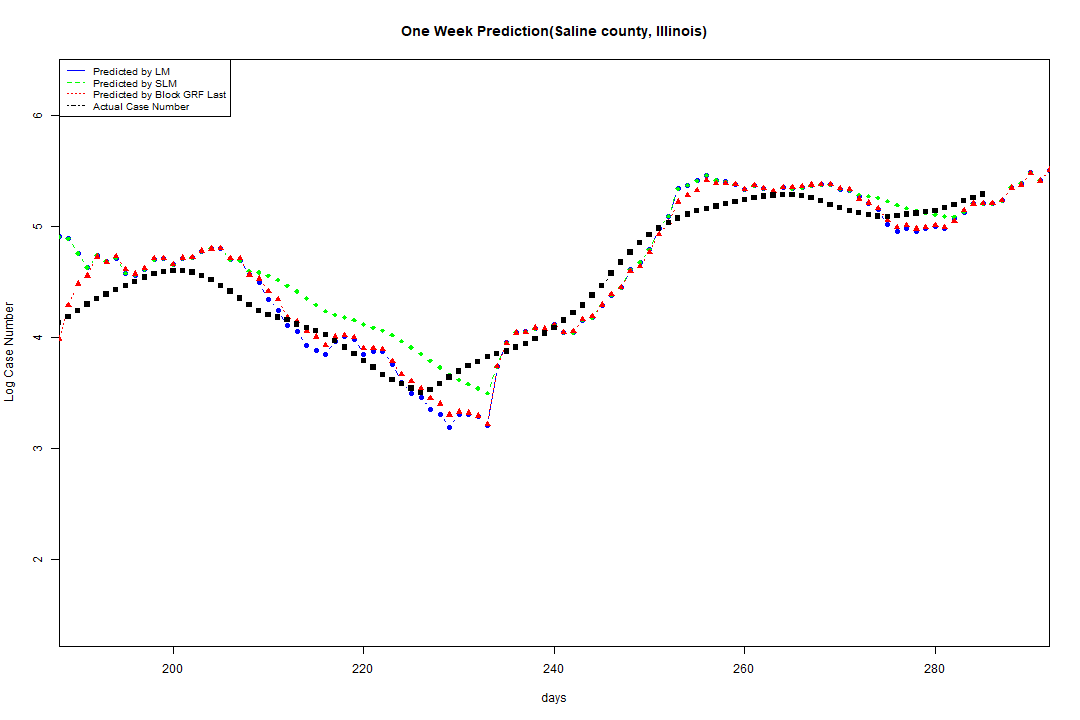 One Week Prediction(Saline county, Illinois)
Predicted by LM
Predicted by SLM
Predicted by Block GRF Last
Actual Case Number
6
5
4
3
2
Log Case Number
200 220 240 260 280
days